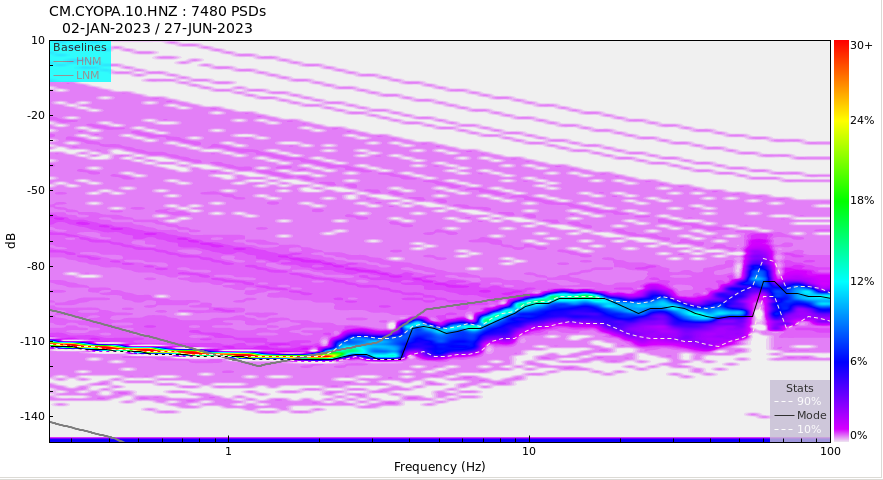 CM.CYOPA.10.HNZ : 7480 PSDs
02-JAN-2023 / 27-JUN-2023
10
-20
-50
-80
-110
-140
dB
Baselines
HNM
LNM
30+
24%
18%
12%
6%
0%
Stats
90%
Mode
10%
1
10
100
Frequency (Hz)